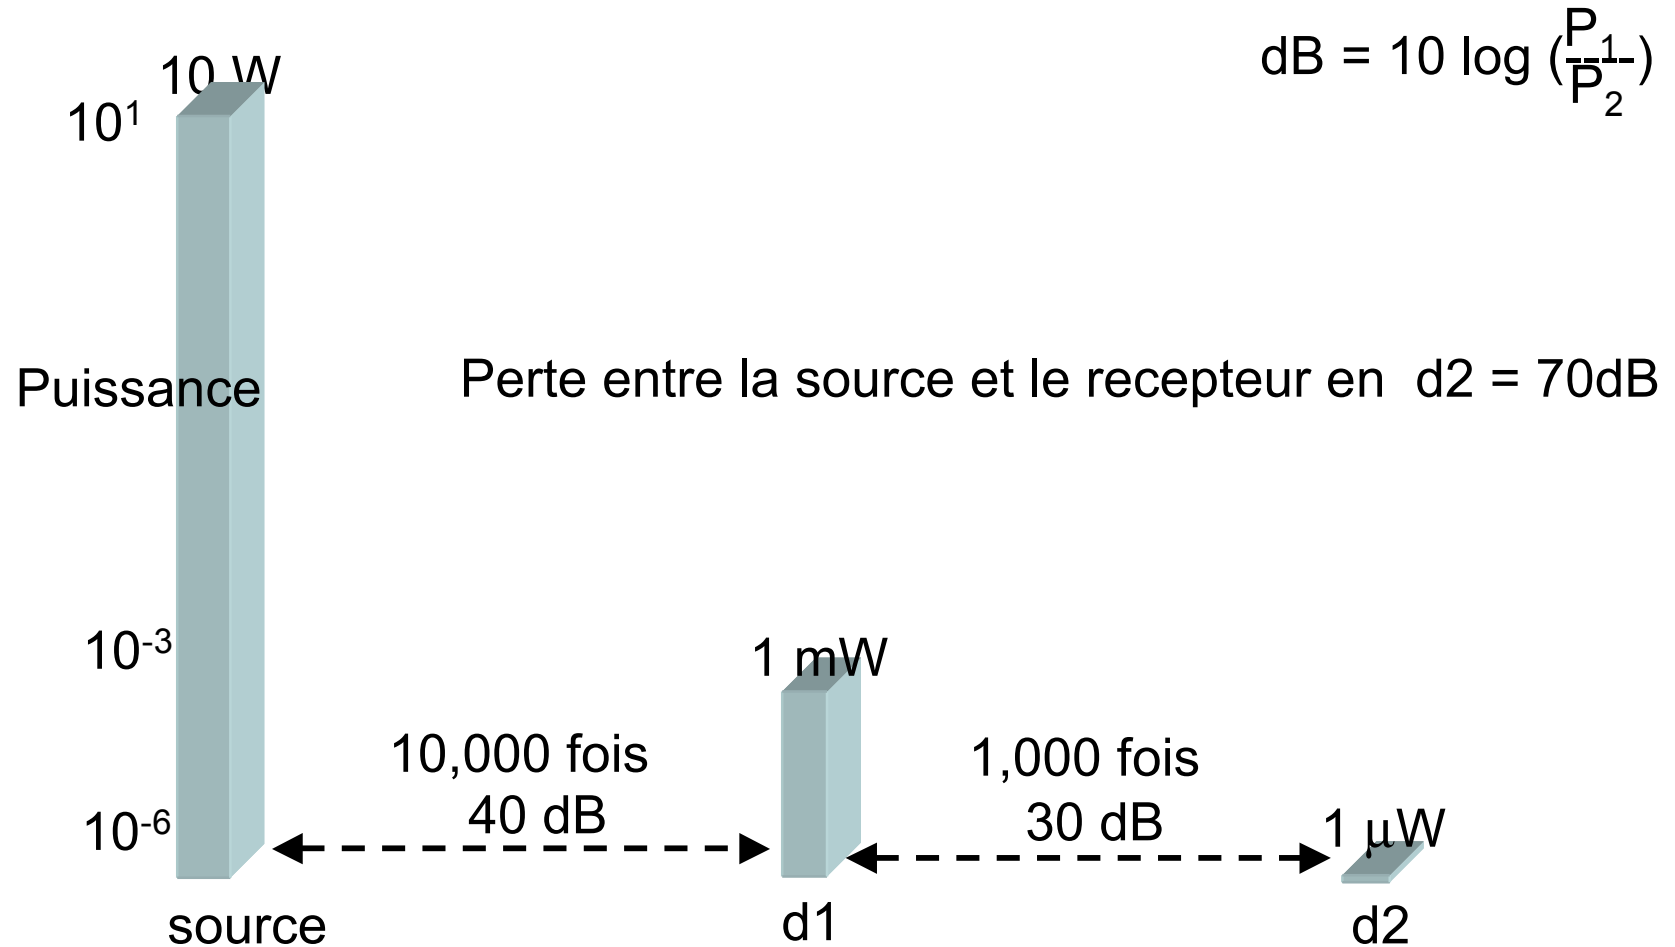 dB = 10 log (P1/P2)
10 W
10¹
Puissance
Perte entre la source et le recepteur en d2 = 70dB
10⁻³
1 mW
10,000 fois
40 dB
1,000 fois
30 dB
10⁻⁶
1 μW
source
d1
d2